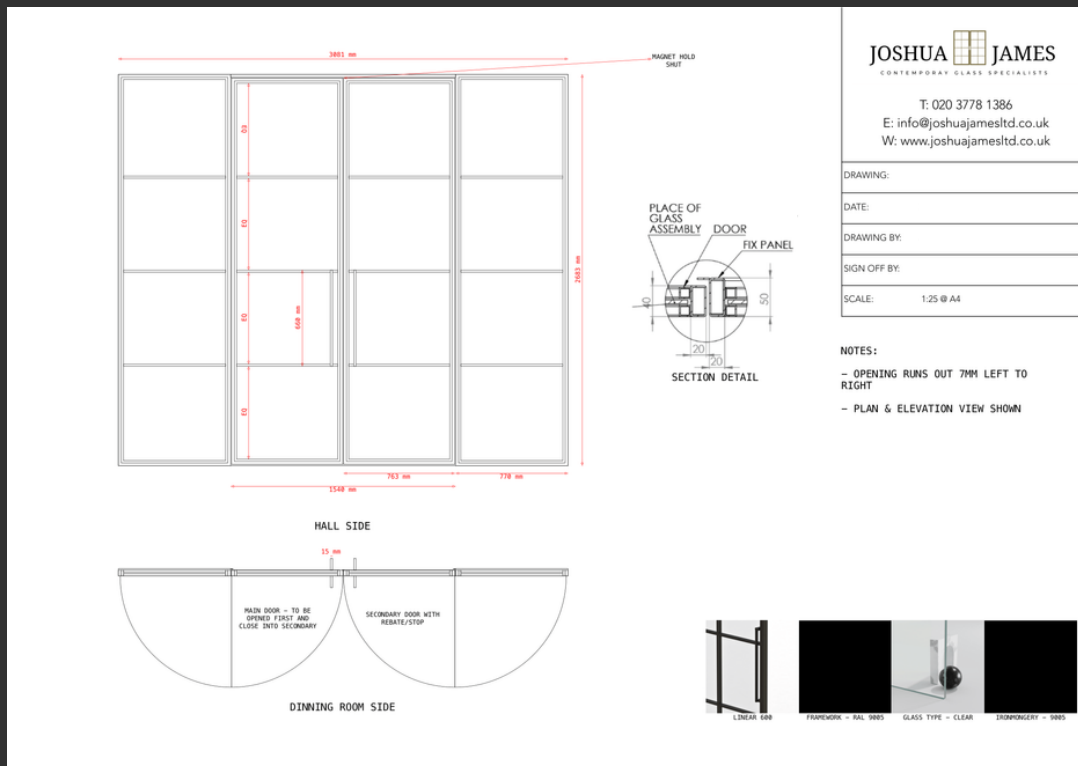 3081 mm
MAGNET HOLD
SHUT
EQ
EQ
EQ
EQ
660 mm
2683 mm
763 mm
770 mm
1540 mm
HALL SIDE
15 mm
MAIN DOOR - TO BE
OPENED FIRST AND
CLOSE INTO SECONDARY
SECONDARY DOOR WITH
REBATE/STOP
DINNING ROOM SIDE
PLACE OF
GLASS
ASSEMBLY
DOOR
FIX PANEL
40
50
20
20
SECTION DETAIL
JOSHUA JAMES
CONTEMPORAY GLASS SPECIALISTS
T: 020 3778 1386
E: info@joshuajamesltd.co.uk
W: www.joshuajamesltd.co.uk
DRAWING:
DATE:
DRAWING BY:
SIGN OFF BY:
SCALE: 1:25 @ A4
NOTES:
- OPENING RUNS OUT 7MM LEFT TO
RIGHT
- PLAN & ELEVATION VIEW SHOWN
LINEAR 600
FRAMEWORK - RAL 9005
GLASS TYPE - CLEAR
IRONMONGERY - 9005